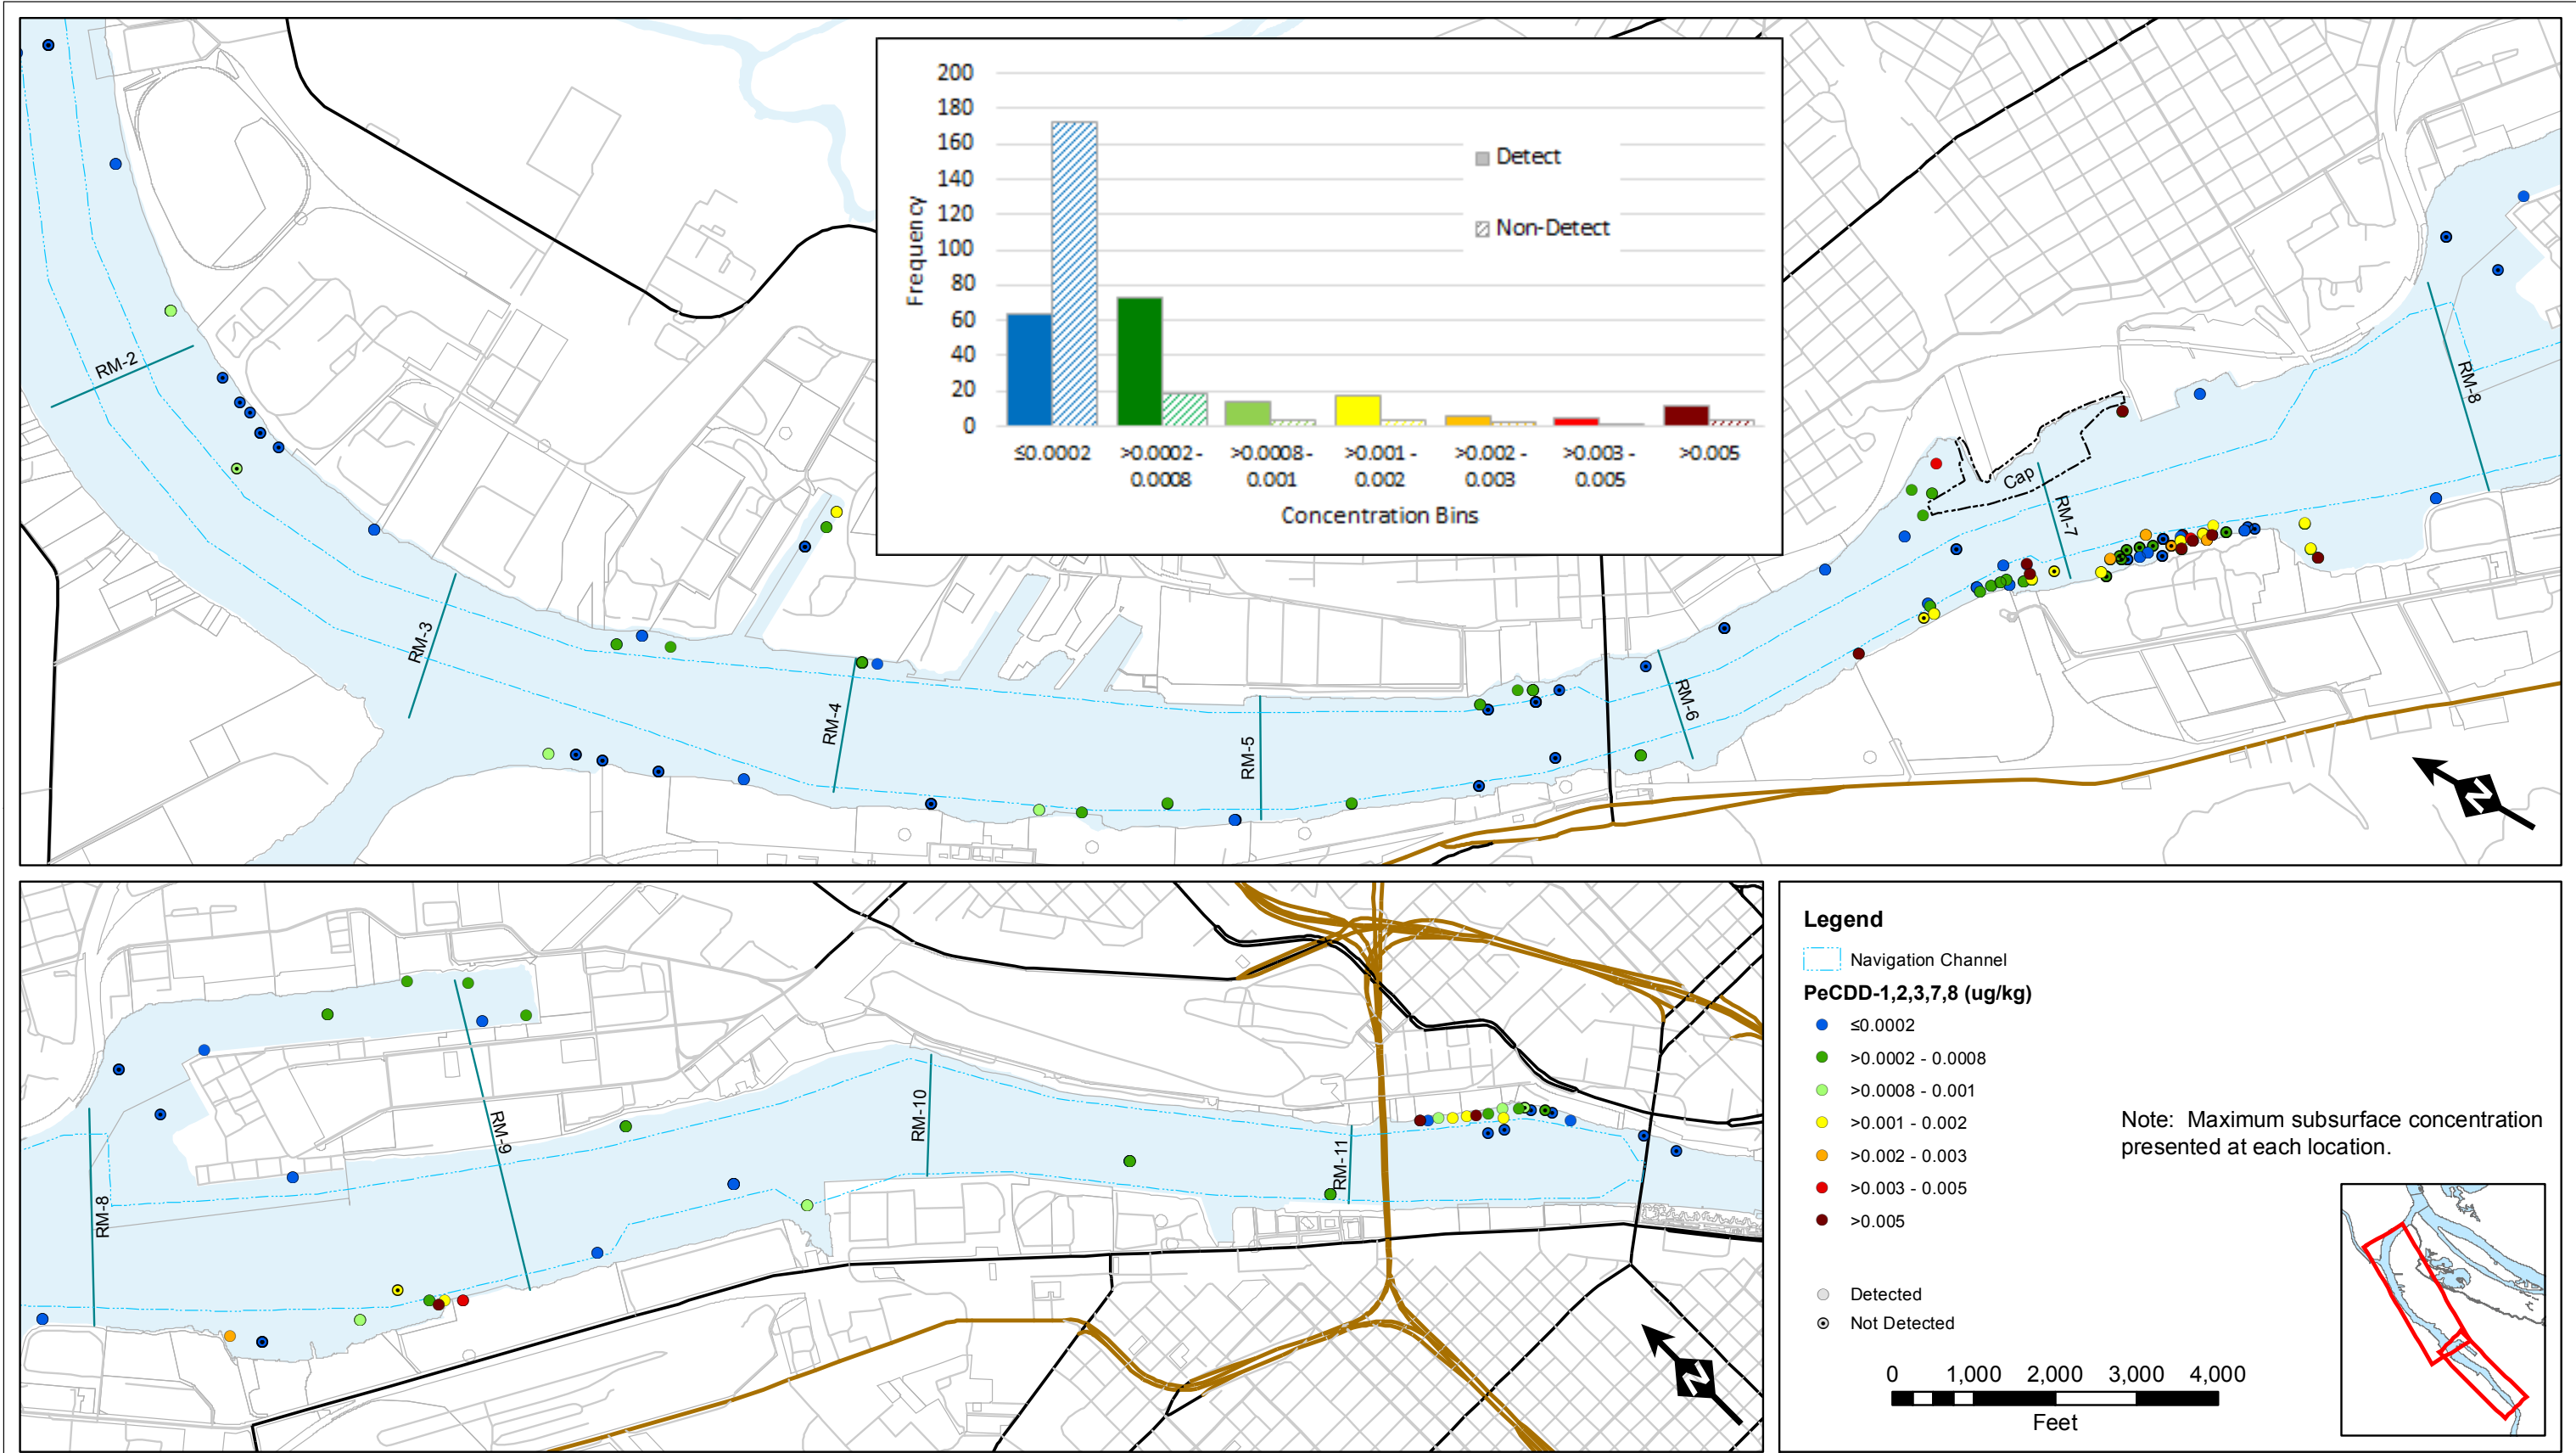 200
180
160
140
120
100
80
60
40
20
0
Frequency
Detect
Non-Detect
≤0.0002
>0.0002 -
0.0008
>0.0008 -
0.001
>0.001 -
0.002
>0.002 -
0.003
>0.003 -
0.005
>0.005
Concentration Bins
RM-2
RM-3
RM-4
RM-5
RM-6
RM-7
RM-8
Cap
N
RM-8
RM-9
RM-10
RM-11
N
Legend
Navigation Channel
PeCDD-1,2,3,7,8 (ug/kg)
≤0.0002
>0.0002 - 0.0008
>0.0008 - 0.001
>0.001 - 0.002
>0.002 - 0.003
>0.003 - 0.005
>0.005
Detected
Not Detected
Note: Maximum subsurface concentration
presented at each location.
0 1,000 2,000 3,000 4,000
Feet